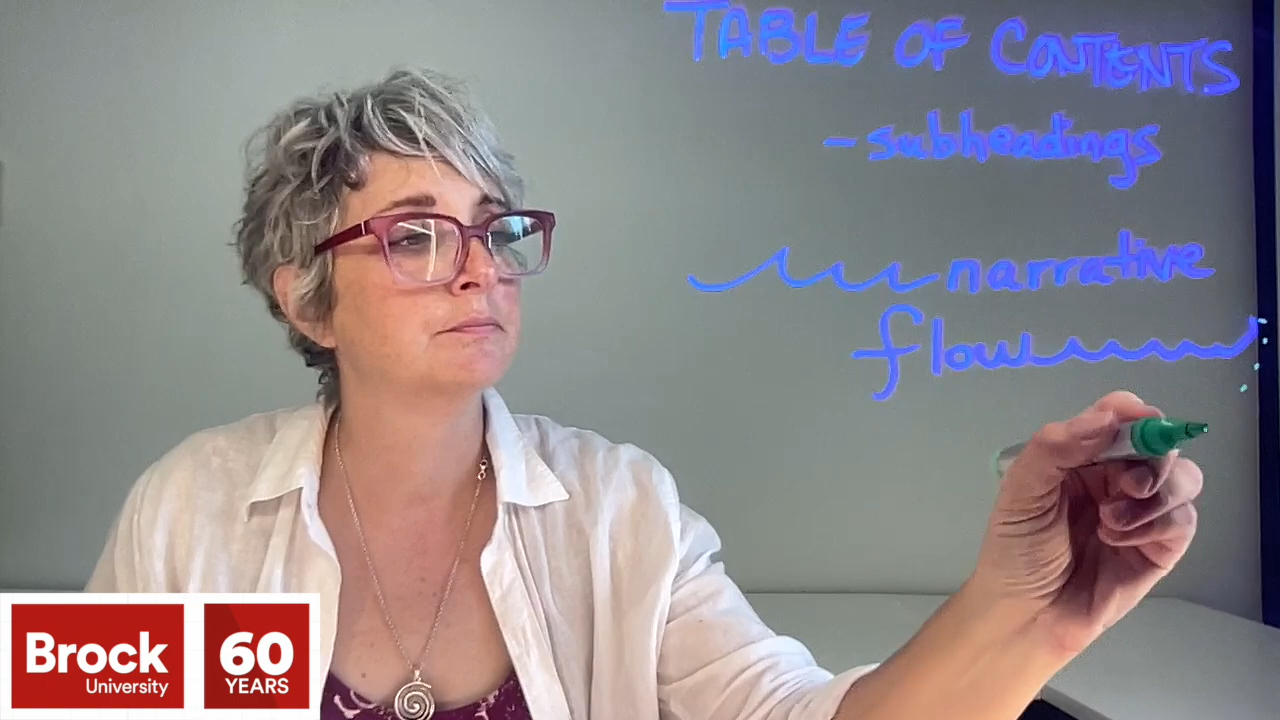 TABLE OF CONTENTS
- subheadings
narrative
flow
Brock
University
60
YEARS